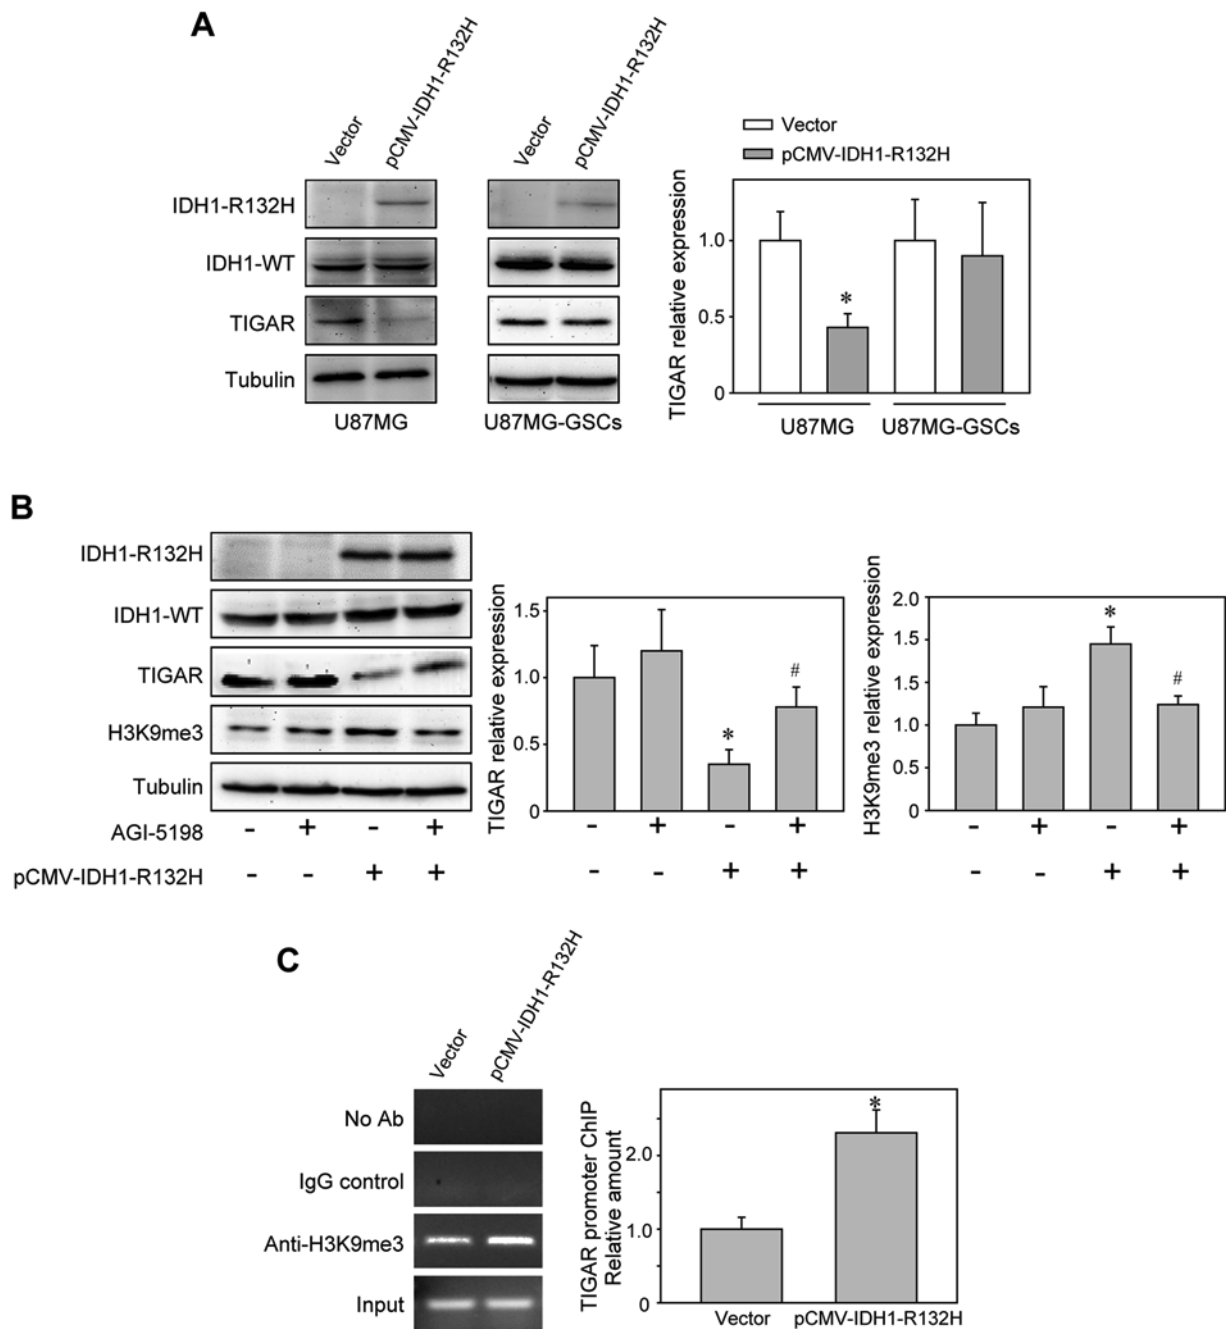 A
Vector
pCMV-IDH1-R132H
Vector
pCMV-IDH1-R132H
IDH1-R132H
IDH1-WT
TIGAR
Tubulin
U87MG
U87MG-GSCs
Vector
pCMV-IDH1-R132H
TIGAR relative expression
1.0
0.5
0
*
U87MG
U87MG-GSCs
B
IDH1-R132H
IDH1-WT
TIGAR
H3K9me3
Tubulin
AGI-5198 - + - +
pCMV-IDH1-R132H - - + +
TIGAR relative expression
1.5
1.0
0.5
0
* #
- + - +
- - + +
H3K9me3 relative expression
2.0
1.5
1.0
0.5
0
* #
- + - +
- - + +
C
Vector
pCMV-IDH1-R132H
No Ab
IgG control
Anti-H3K9me3
Input
TIGAR promoter ChIP
Relative amount
2.0
1.0
0
*
Vector pCMV-IDH1-R132H